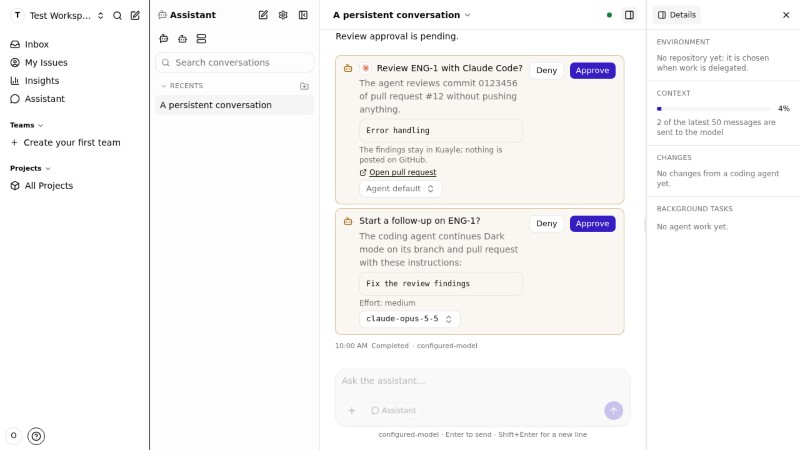 T Test Worksp...
Inbox
My Issues
Insights
Assistant
Teams
Create your first team
Projects
All Projects
O
Assistant
Search conversations
RECENTS
A persistent conversation
A persistent conversation
Review approval is pending.
Review ENG-1 with Claude Code?
Deny
Approve
The agent reviews commit 0123456
of pull request #12 without pushing
anything.
Error handling
The findings stay in Kuayle; nothing is
posted on GitHub.
Open pull request
Agent default
Start a follow-up on ENG-1?
Deny
Approve
The coding agent continues Dark
mode on its branch and pull request
with these instructions:
Fix the review findings
Effort: medium
claude-opus-5-5
10:00 AM Completed · configured-model
Ask the assistant...
Assistant
configured-model · Enter to send · Shift+Enter for a new line
Details
ENVIRONMENT
No repository yet: it is chosen
when work is delegated.
CONTEXT
4%
2 of the latest 50 messages are
sent to the model
CHANGES
No changes from a coding agent
yet.
BACKGROUND TASKS
No agent work yet.